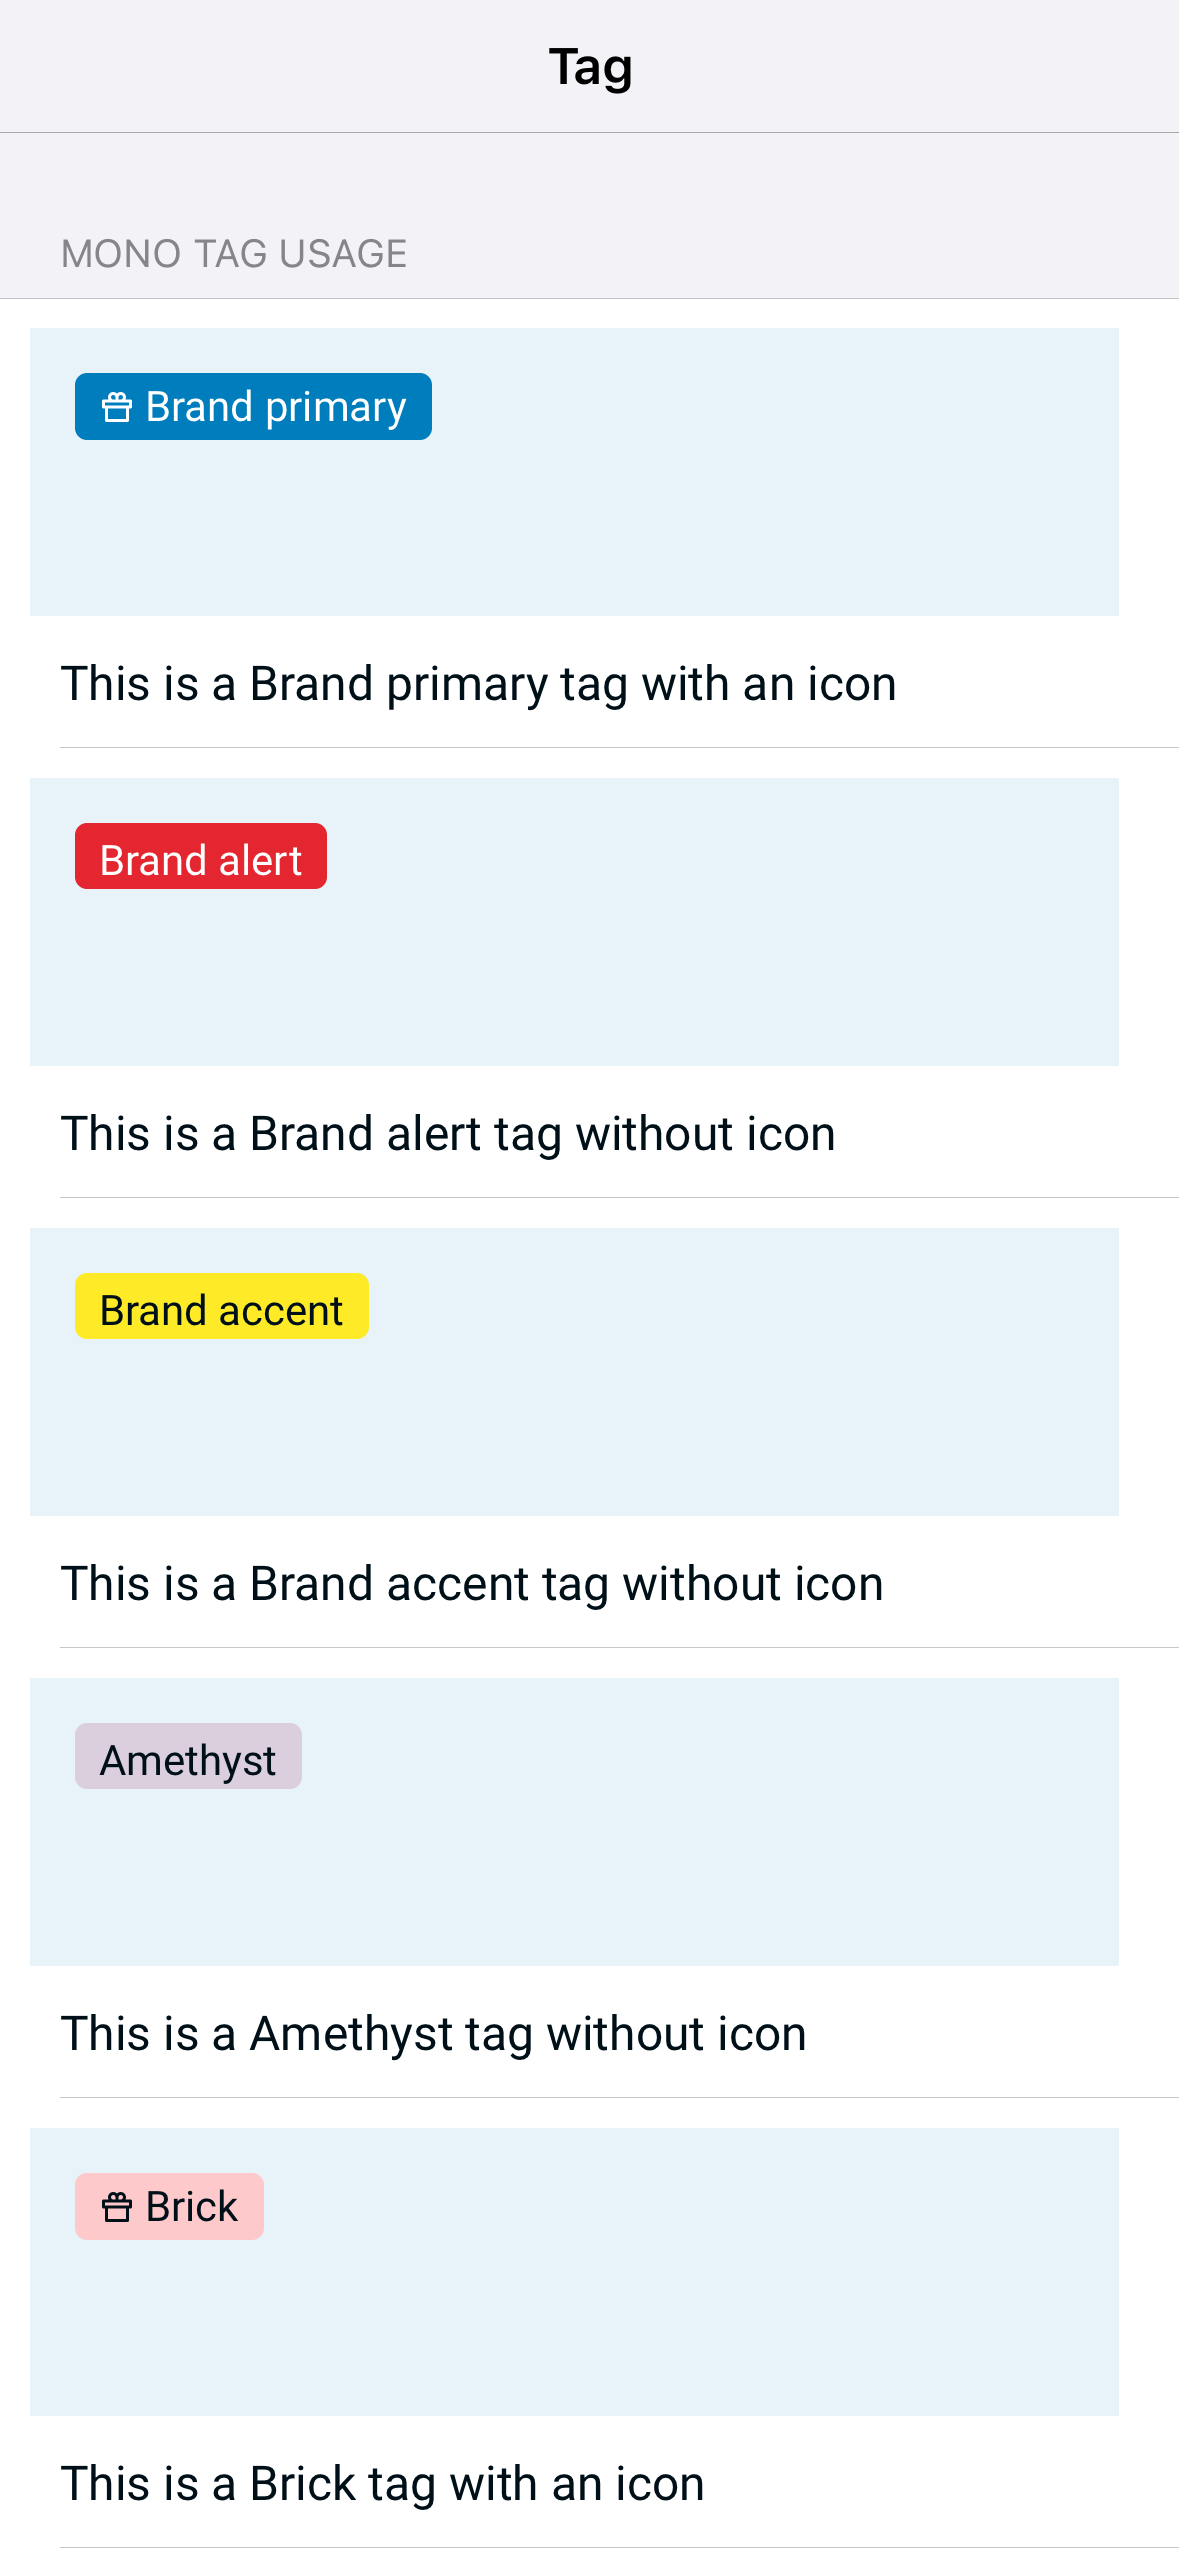 Tag
MONO TAG USAGE
Brand primary
This is a Brand primary tag with an icon
Brand alert
This is a Brand alert tag without icon
Brand accent
This is a Brand accent tag without icon
Amethyst
This is a Amethyst tag without icon
Brick
This is a Brick tag with an icon